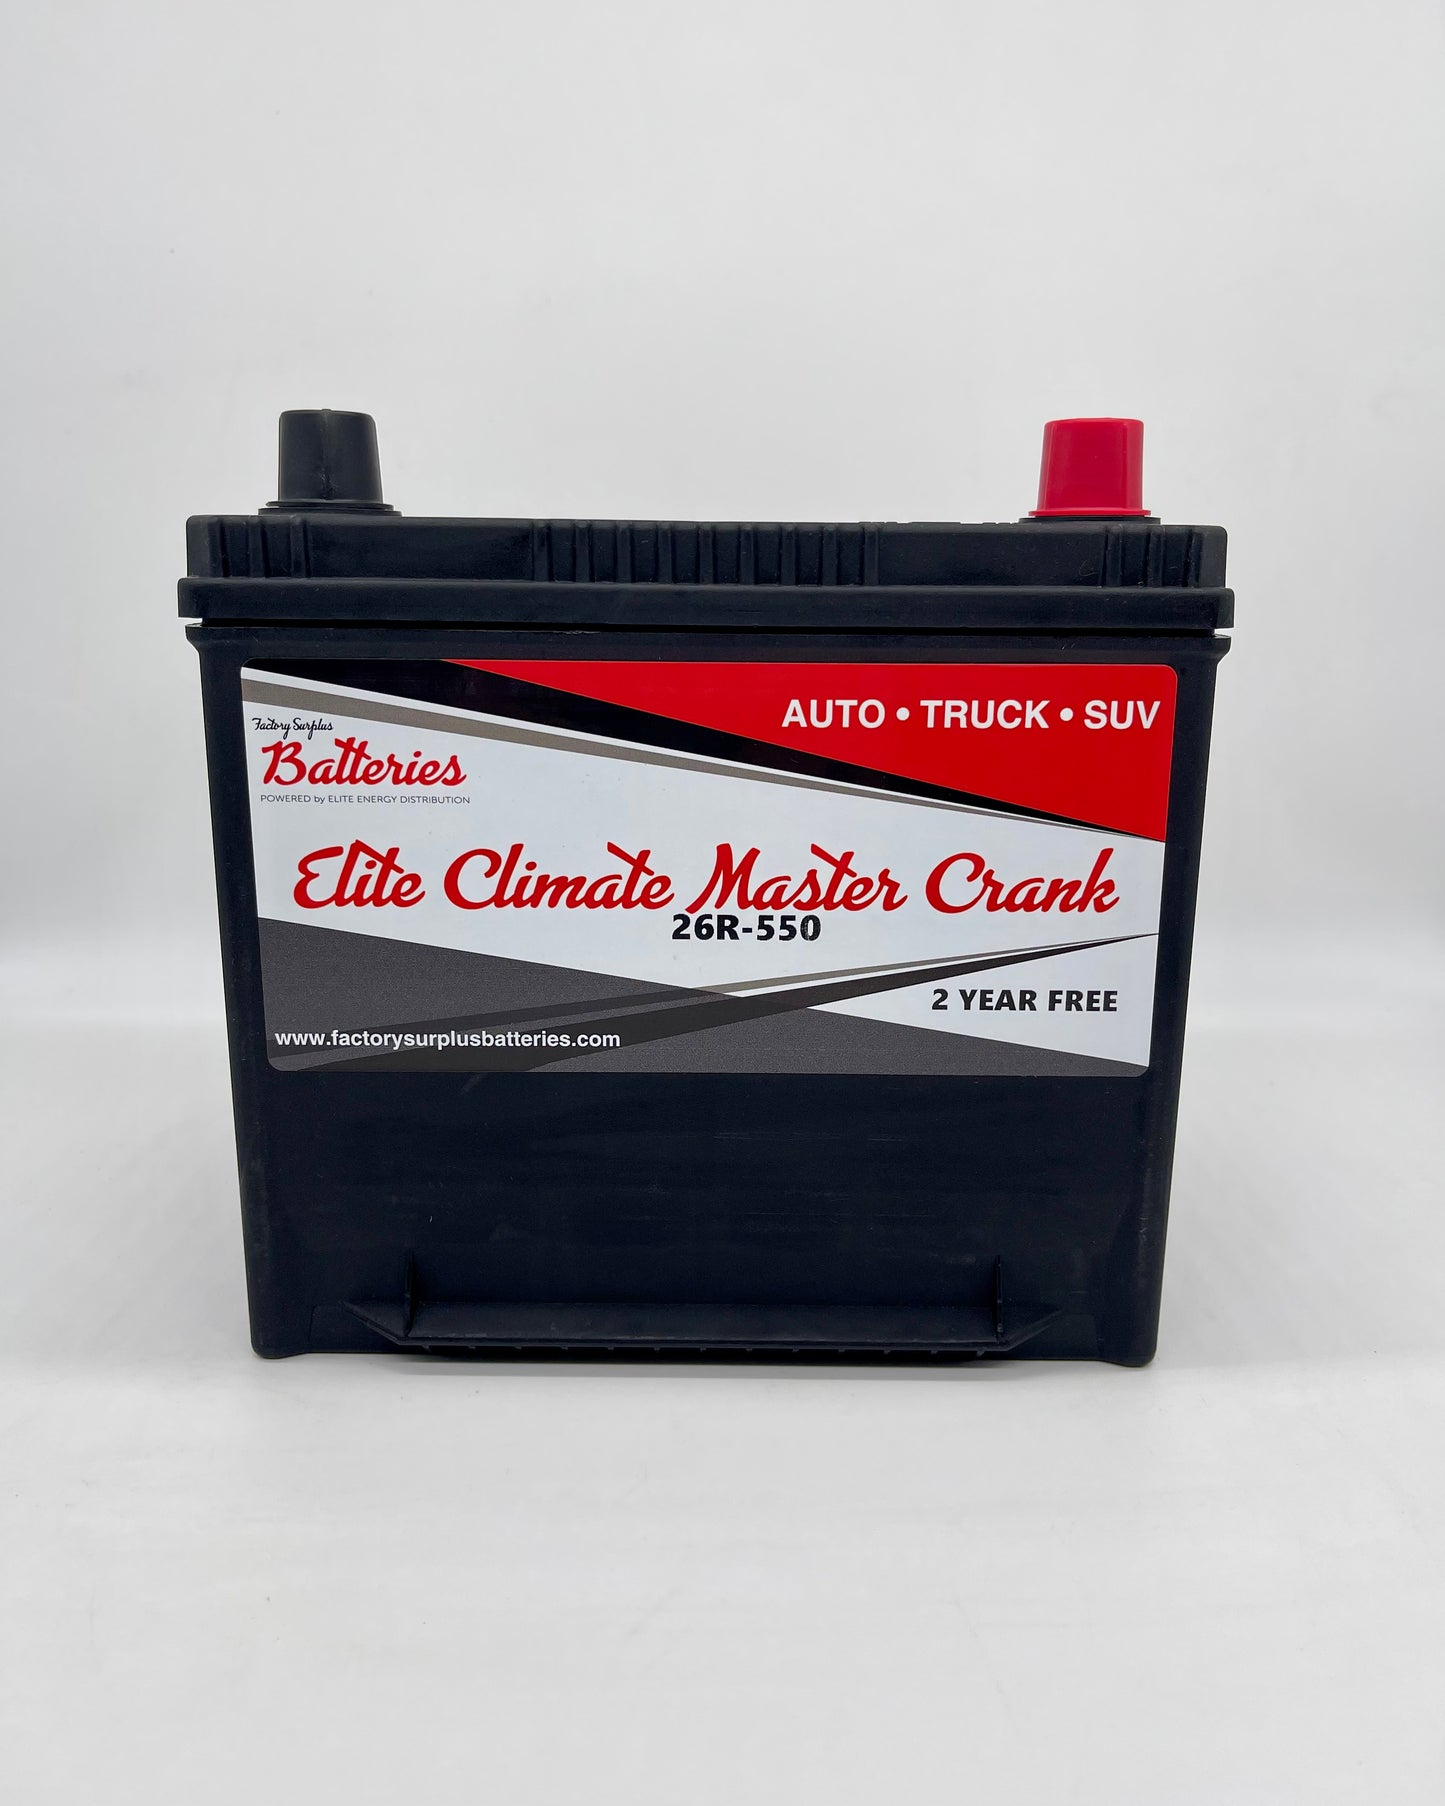 AUTO • TRUCK • SUV
Factory Surplus
Batteries
POWERED by ELITE ENERGY DISTRIBUTION
Elite Climate Master Crank
26R-550
2 YEAR FREE
www.factorysurplusbatteries.com